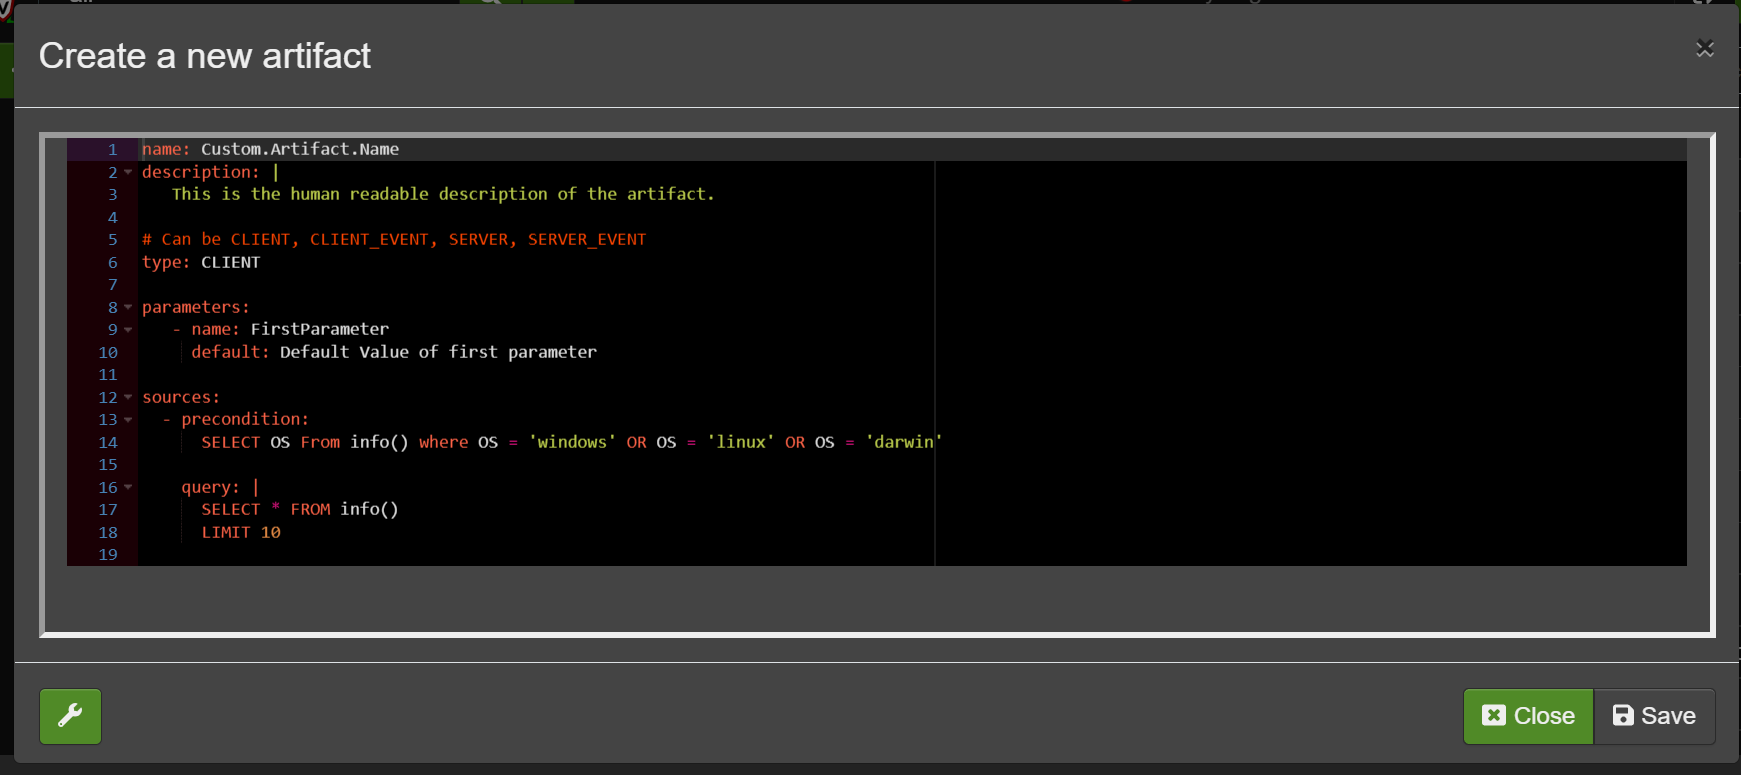 Create a new artifact
1 name: Custom.Artifact.Name
2 description: |
3 This is the human readable description of the artifact.
4
5 # Can be CLIENT, CLIENT_EVENT, SERVER, SERVER_EVENT
6 type: CLIENT
7
8 parameters:
9 - name: FirstParameter
10 default: Default Value of first parameter
11
12 sources:
13 - precondition:
14 SELECT OS From info() where OS = 'windows' OR OS = 'linux' OR OS = 'darwin'
15
16 query: |
17 SELECT * FROM info()
18 LIMIT 10
19
Close Save